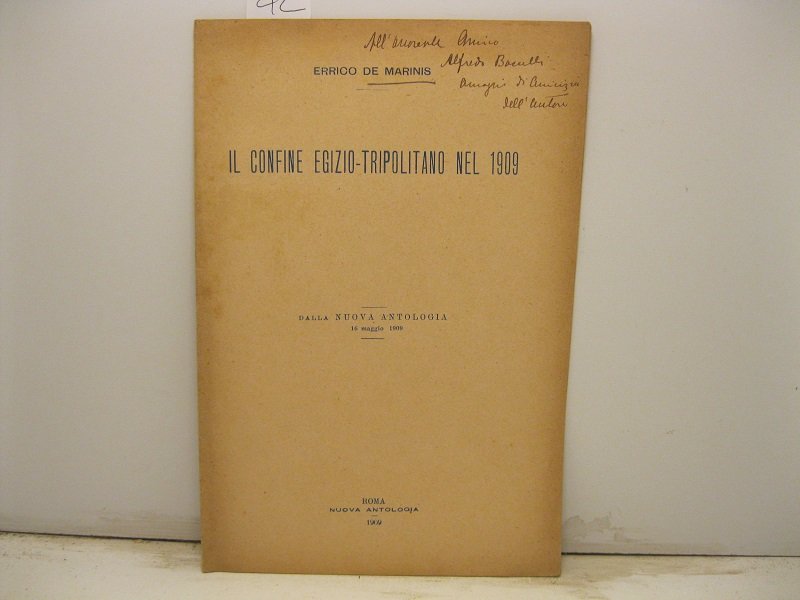 42
All'onorevole Amico
Alfredo Baccelli
omaggio di amicizia
dell'autore
ERRICO DE MARINIS
IL CONFINE EGIZIO-TRIPOLITANO NEL 1909
DALLA NUOVA ANTOLOGIA
16 maggio 1909
ROMA
NUOVA ANTOLOGIA
1909